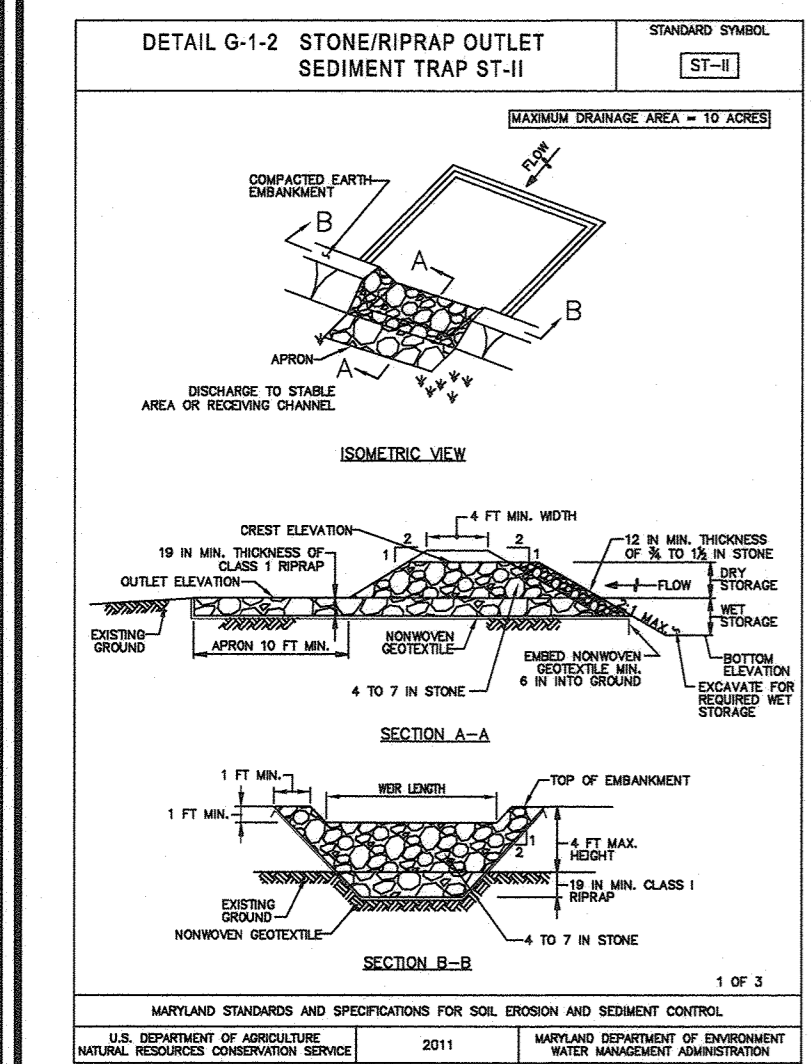 DETAIL G-1-2 STONE/RIPRAP OUTLET
SEDIMENT TRAP ST-II
STANDARD SYMBOL
ST-II
MAXIMUM DRAINAGE AREA = 10 ACRES
FLOW
COMPACTED EARTH
EMBANKMENT
B
A
B
APRON
A
DISCHARGE TO STABLE
AREA OR RECEIVING CHANNEL
ISOMETRIC VIEW
4 FT MIN. WIDTH
CREST ELEVATION
2
1
2
1
12 IN MIN. THICKNESS
OF ¾ TO 1½ IN STONE
19 IN MIN. THICKNESS OF
CLASS 1 RIPRAP
OUTLET ELEVATION
FLOW
DRY
STORAGE
WET
STORAGE
2:1 MAX.
EXISTING
GROUND
APRON 10 FT MIN.
NONWOVEN
GEOTEXTILE
EMBED NONWOVEN
GEOTEXTILE MIN.
6 IN INTO GROUND
BOTTOM
ELEVATION
4 TO 7 IN STONE
EXCAVATE FOR
REQUIRED WET
STORAGE
SECTION A-A
1 FT MIN.
WEIR LENGTH
TOP OF EMBANKMENT
1 FT MIN.
1
2
4 FT MAX.
HEIGHT
19 IN MIN. CLASS I
RIPRAP
EXISTING
GROUND
NONWOVEN GEOTEXTILE
4 TO 7 IN STONE
SECTION B-B
1 OF 3
MARYLAND STANDARDS AND SPECIFICATIONS FOR SOIL EROSION AND SEDIMENT CONTROL
U.S. DEPARTMENT OF AGRICULTURE
NATURAL RESOURCES CONSERVATION SERVICE
2011
MARYLAND DEPARTMENT OF ENVIRONMENT
WATER MANAGEMENT ADMINISTRATION